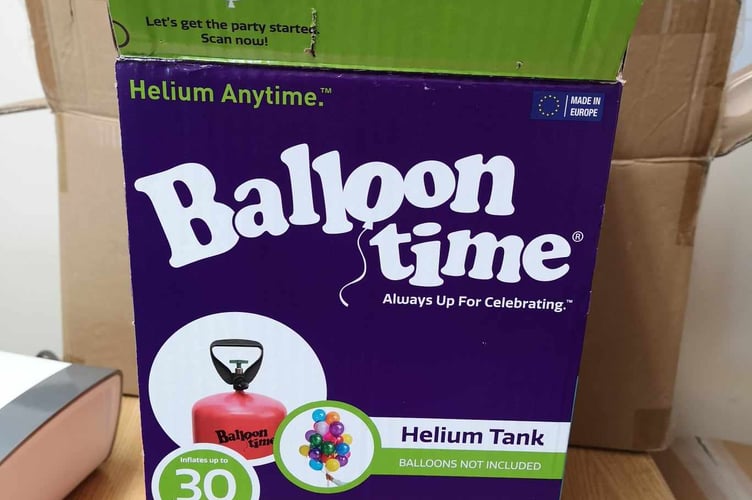 Let's get the party started.
Scan now!
Helium Anytime.™
MADE IN
EUROPE
Balloon
time®
Always Up For Celebrating.™
Balloon
time
Helium Tank
BALLOONS NOT INCLUDED
Inflates up to
30